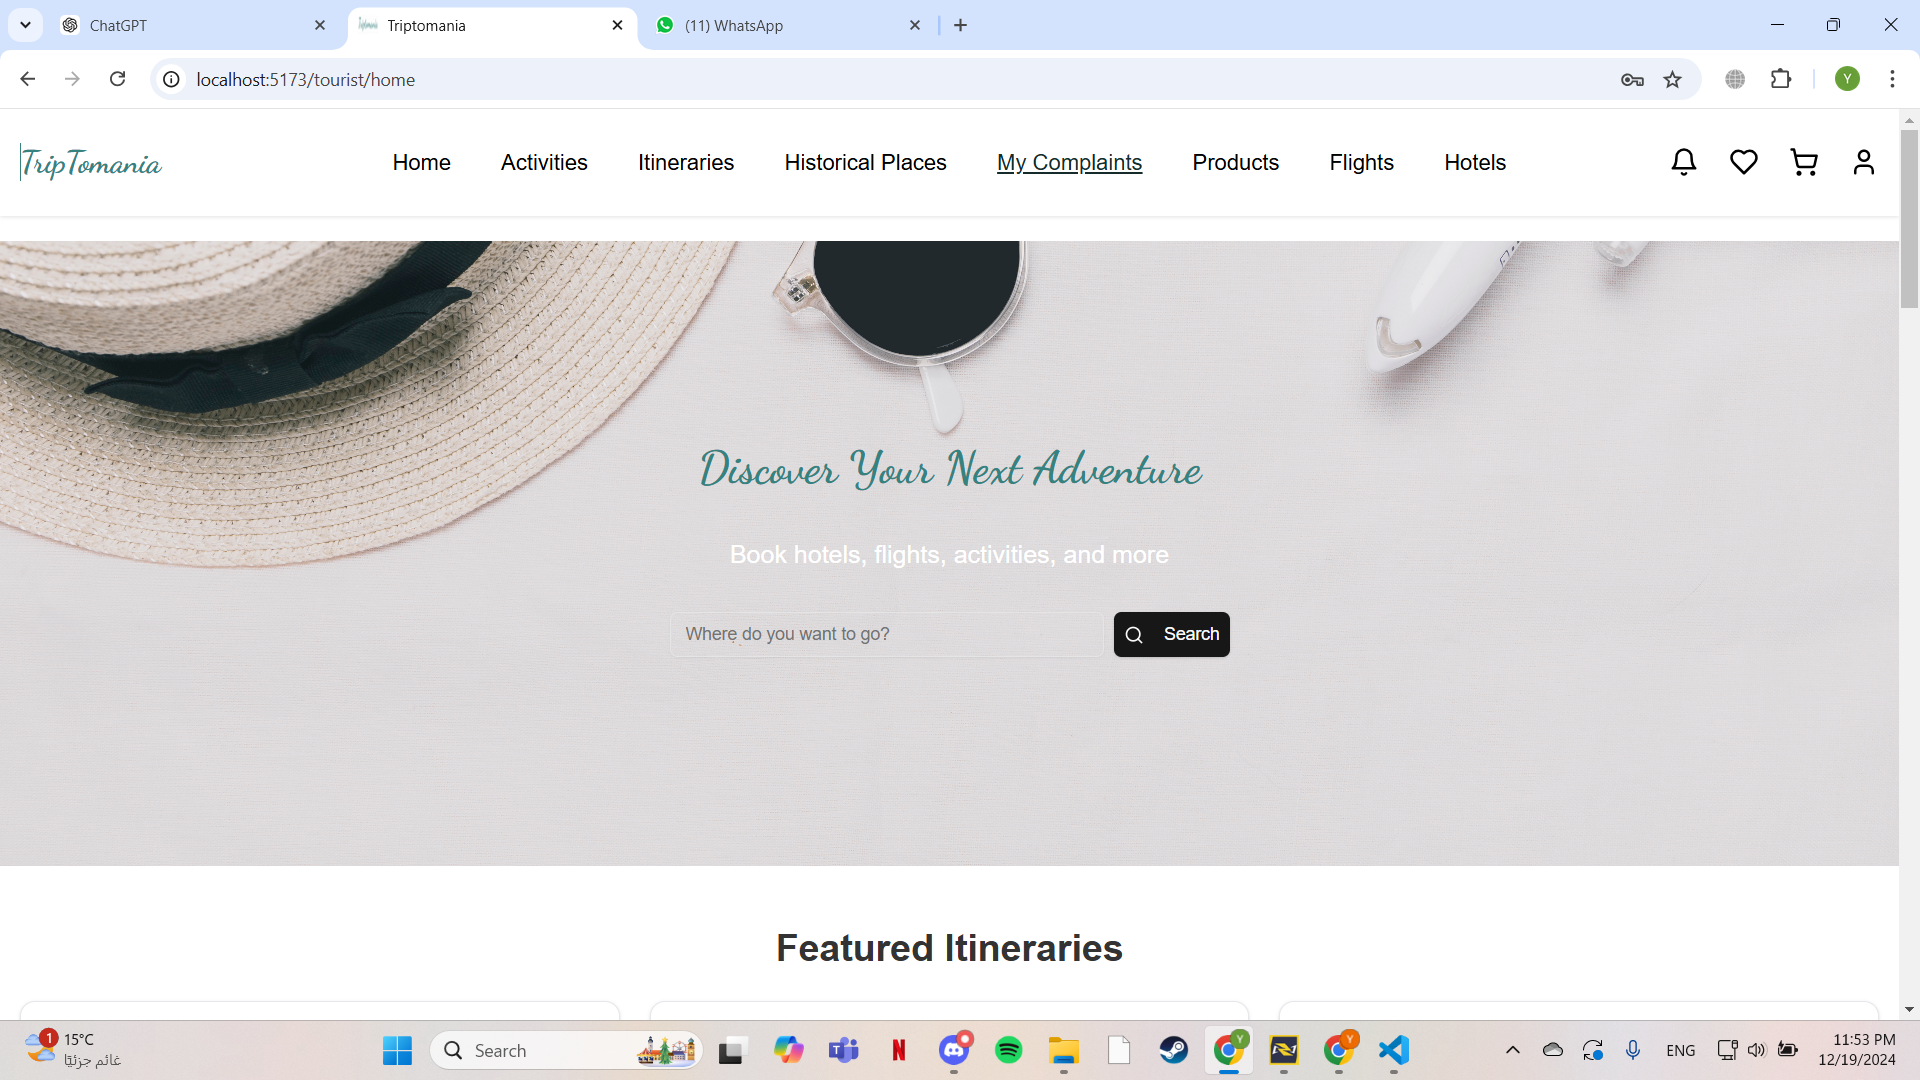 ChatGPT
Triptomania
(11) WhatsApp
localhost:5173/tourist/home
Y
TripTomania
Home
Activities
Itineraries
Historical Places
My Complaints
Products
Flights
Hotels
Discover Your Next Adventure
Book hotels, flights, activities, and more
Where do you want to go?
Search
Featured Itineraries
1
15°C
غائم جزئيًا
Search
N
Y
Y
ENG
11:53 PM
12/19/2024